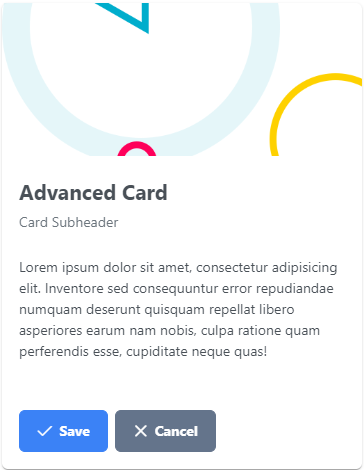 Advanced Card
Card Subheader
Lorem ipsum dolor sit amet, consectetur adipisicing
elit. Inventore sed consequuntur error repudiandae
numquam deserunt quisquam repellat libero
asperiores earum nam nobis, culpa ratione quam
perferendis esse, cupiditate neque quas!
Save Cancel